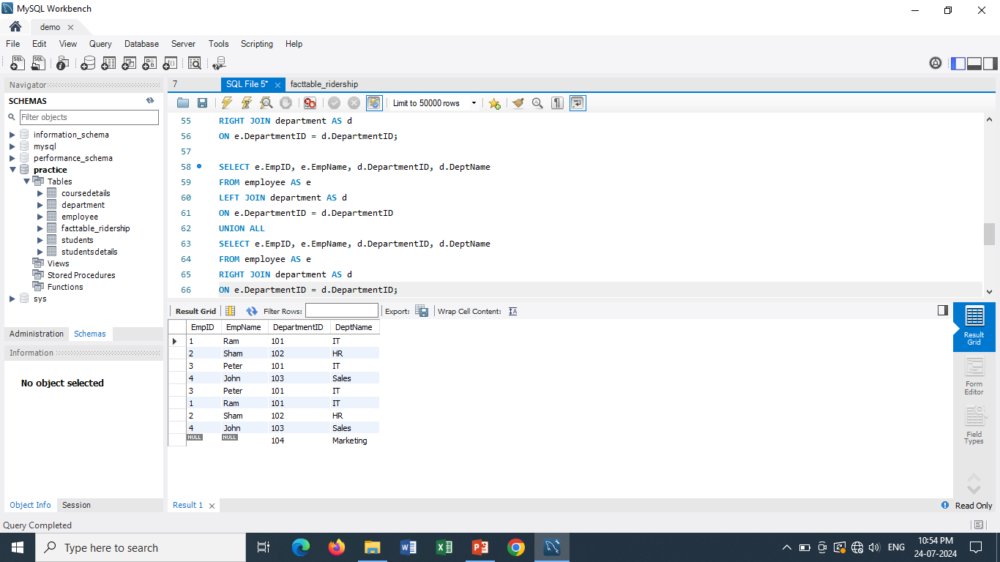 MySQL Workbench
demo
File Edit View Query Database Server Tools Scripting Help
Navigator
SCHEMAS
Filter objects
information_schema
mysql
performance_schema
practice
Tables
coursedetails
department
employee
facttable_ridership
students
studentsdetails
Views
Stored Procedures
Functions
sys
Administration Schemas
Information
No object selected
Object Info Session
7 SQL File 5* facttable_ridership
Limit to 50000 rows
55 RIGHT JOIN department AS d
56 ON e.DepartmentID = d.DepartmentID;
57
58 SELECT e.EmpID, e.EmpName, d.DepartmentID, d.DeptName
59 FROM employee AS e
60 LEFT JOIN department AS d
61 ON e.DepartmentID = d.DepartmentID
62 UNION ALL
63 SELECT e.EmpID, e.EmpName, d.DepartmentID, d.DeptName
64 FROM employee AS e
65 RIGHT JOIN department AS d
66 ON e.DepartmentID = d.DepartmentID;
Result Grid Filter Rows: Export: Wrap Cell Content:
EmpID EmpName DepartmentID DeptName
1 Ram 101 IT
2 Sham 102 HR
3 Peter 101 IT
4 John 103 Sales
3 Peter 101 IT
1 Ram 101 IT
2 Sham 102 HR
4 John 103 Sales
NULL NULL 104 Marketing
Result
Grid
Form
Editor
Field
Types
Result 1
Read Only
Query Completed
Type here to search
ENG
10:54 PM
24-07-2024